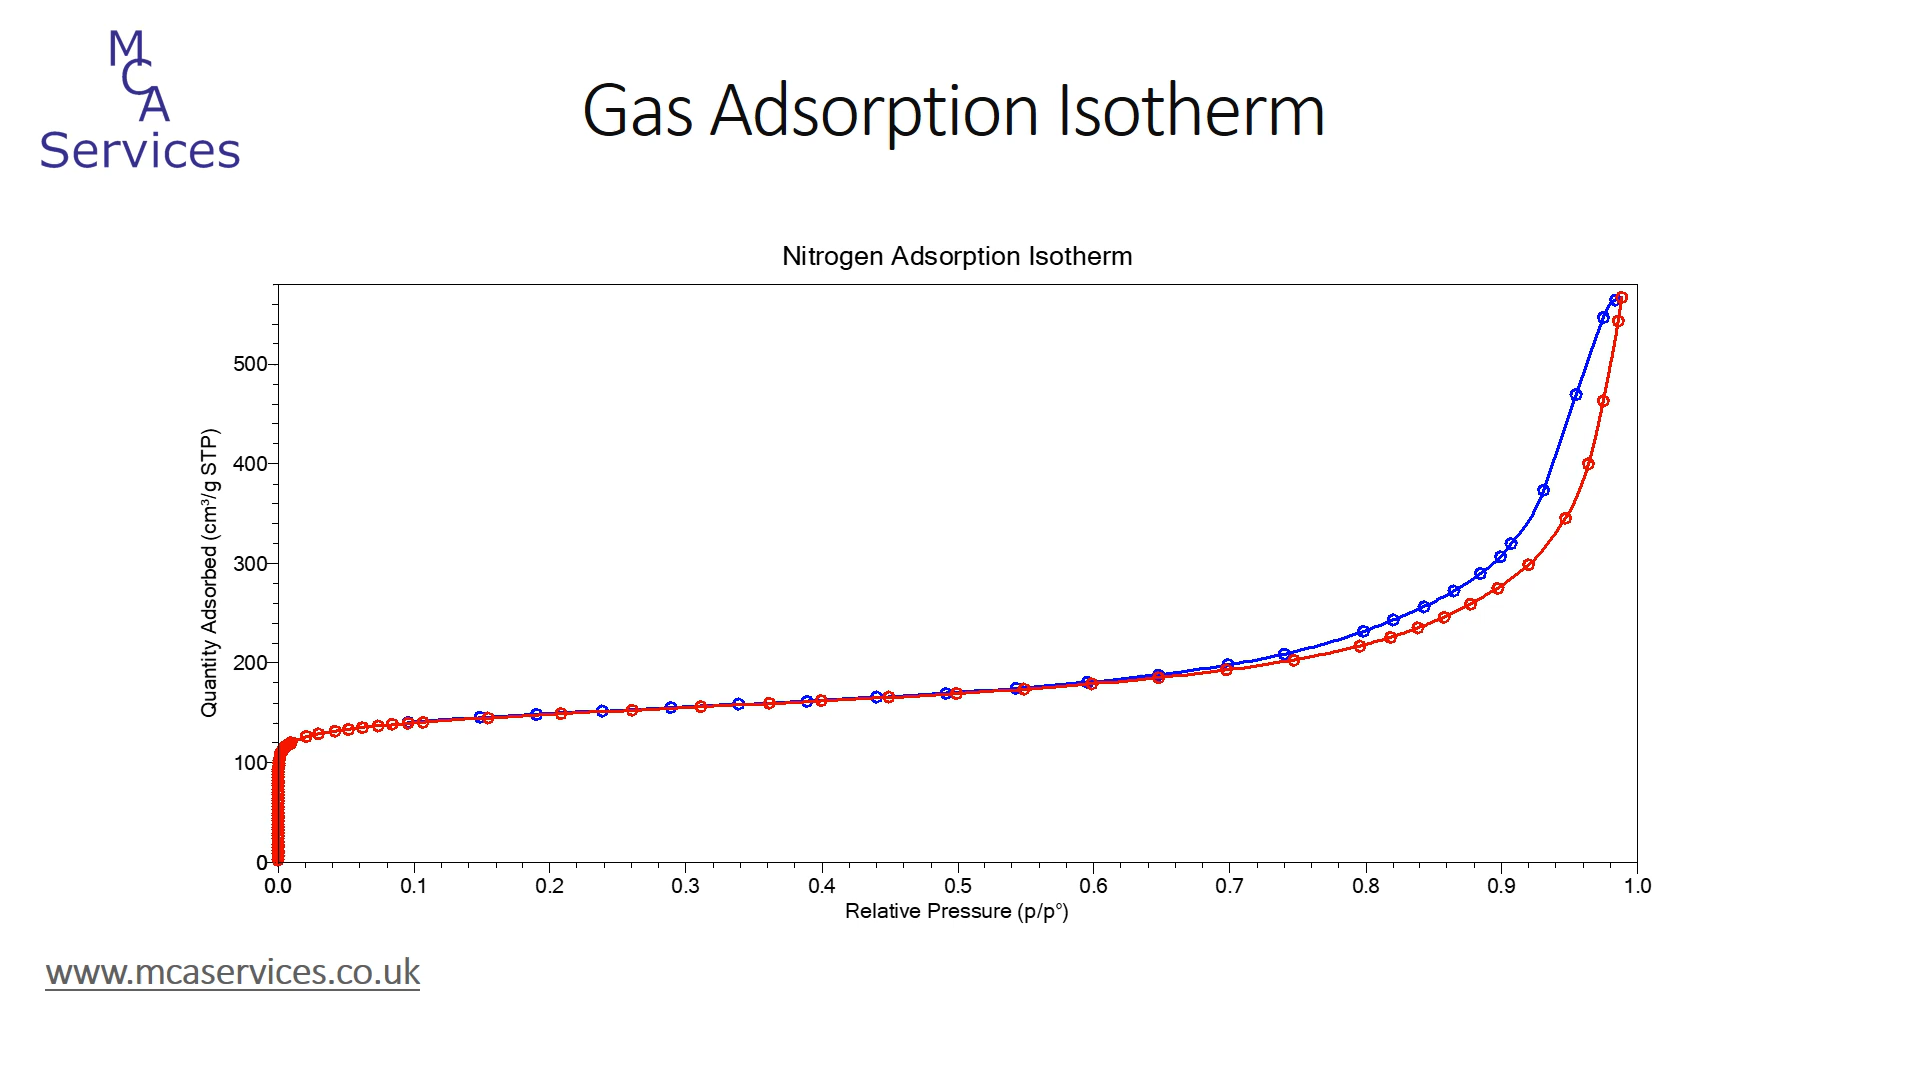 M
C
A
Services
Gas Adsorption Isotherm
Nitrogen Adsorption Isotherm
Quantity Adsorbed (cm³/g STP)
500
400
300
200
100
0
0.0 0.1 0.2 0.3 0.4 0.5 0.6 0.7 0.8 0.9 1.0
Relative Pressure (p/p°)
www.mcaservices.co.uk